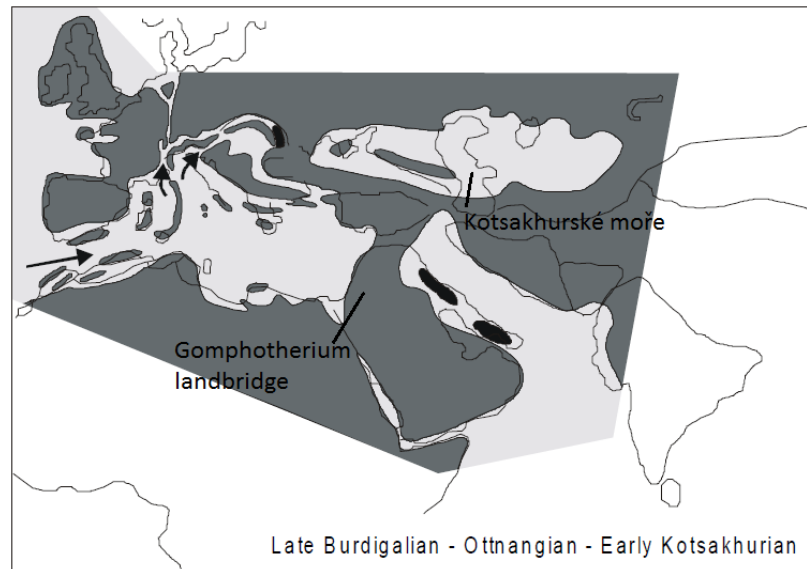 Kotsakhurské moře
Gomphotherium
landbridge
Late Burdigalian - Ottnangian - Early Kotsakhurian